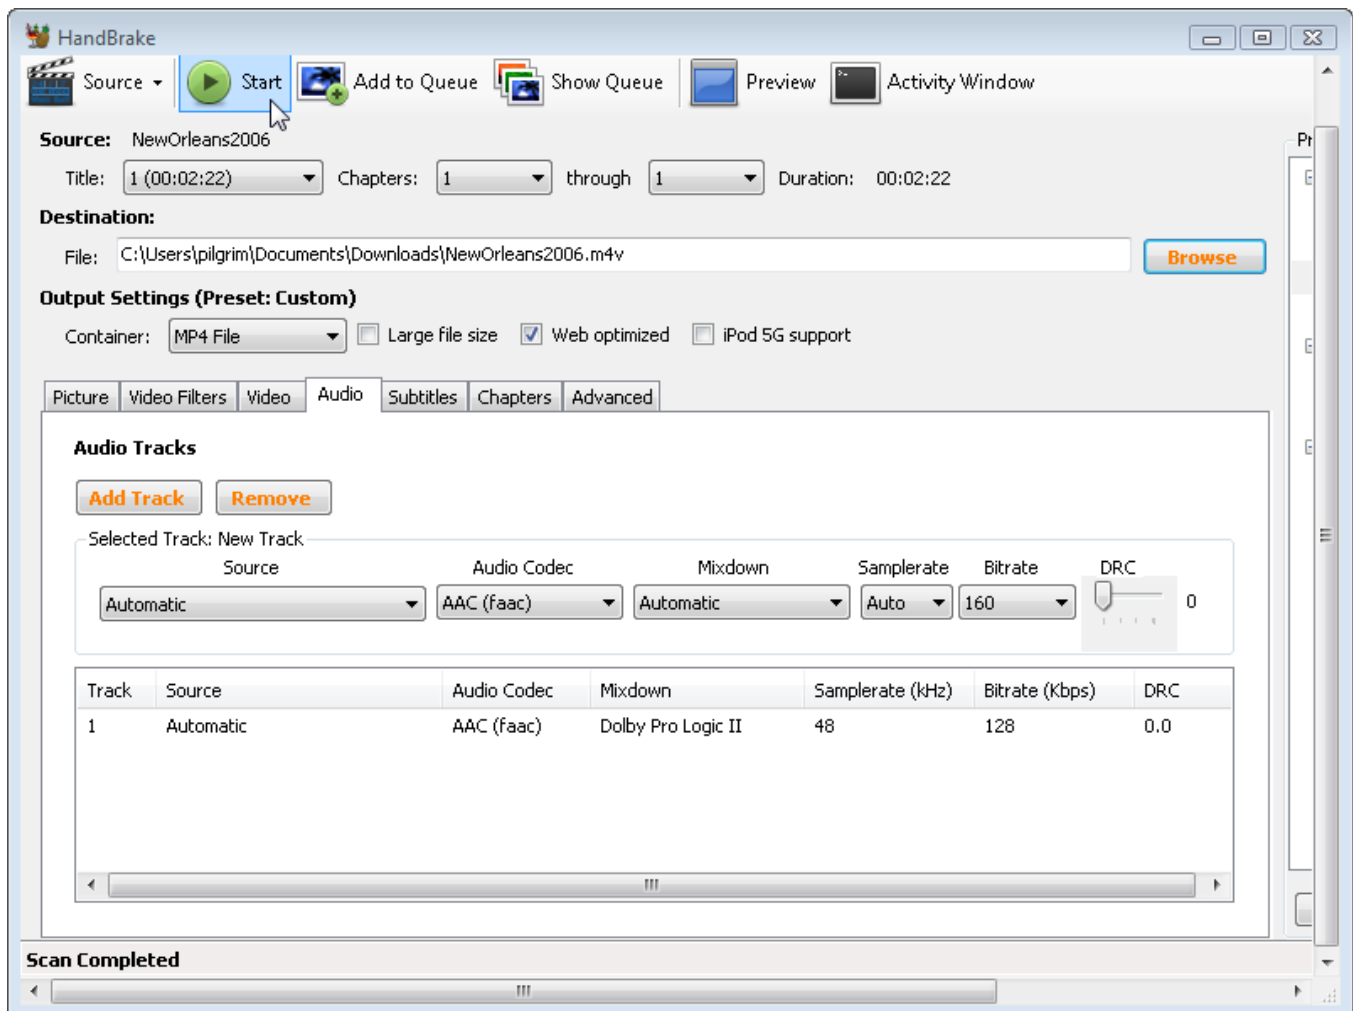 HandBrake
Source Start Add to Queue Show Queue Preview Activity Window
Source: NewOrleans2006
Title: 1 (00:02:22) Chapters: 1 through 1 Duration: 00:02:22
Destination:
File: C:\Users\pilgrim\Documents\Downloads\NewOrleans2006.m4v Browse
Output Settings (Preset: Custom)
Container: MP4 File Large file size Web optimized iPod 5G support
Picture Video Filters Video Audio Subtitles Chapters Advanced
Audio Tracks
Add Track Remove
Selected Track: New Track
Source Audio Codec Mixdown Samplerate Bitrate DRC
Automatic AAC (faac) Automatic Auto 160 0
Track Source Audio Codec Mixdown Samplerate (kHz) Bitrate (Kbps) DRC
1 Automatic AAC (faac) Dolby Pro Logic II 48 128 0.0
Scan Completed